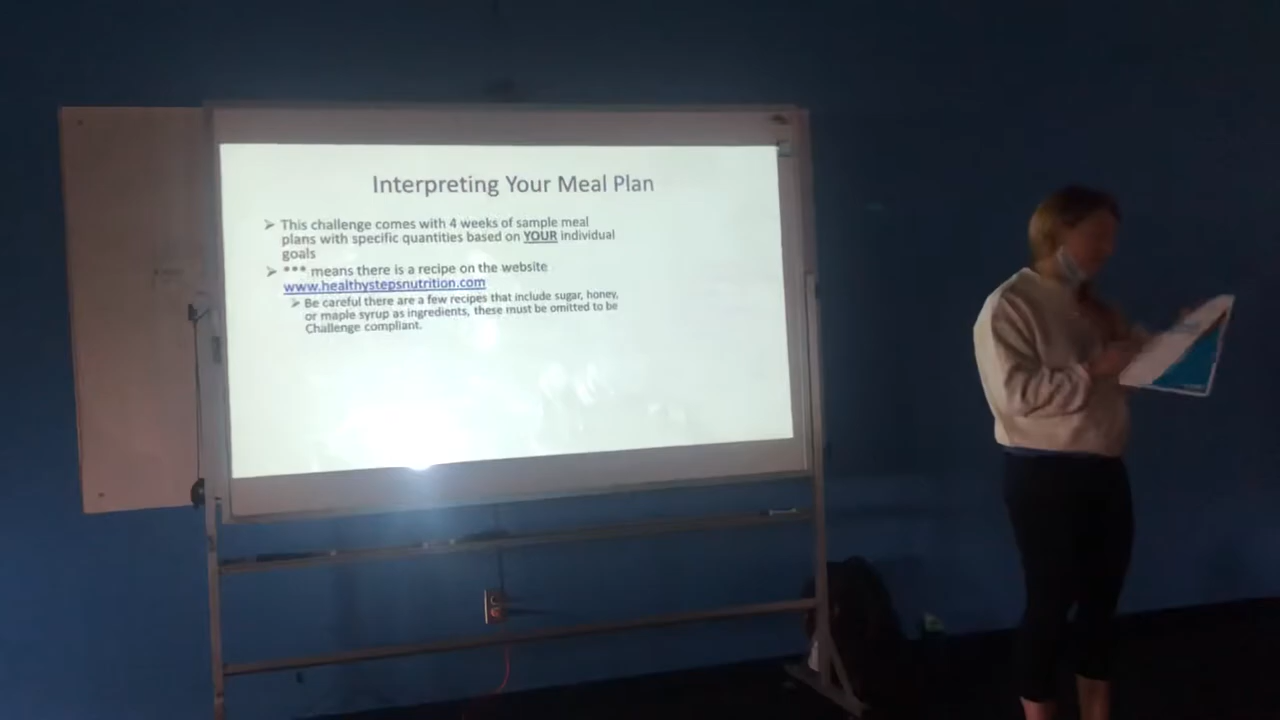 Interpreting Your Meal Plan
➢ This challenge comes with 4 weeks of sample meal
plans with specific quantities based on YOUR individual
goals
➢ *** means there is a recipe on the website
www.healthystepsnutrition.com
➢ Be careful there are a few recipes that include sugar, honey,
or maple syrup as ingredients, these must be omitted to be
Challenge compliant.